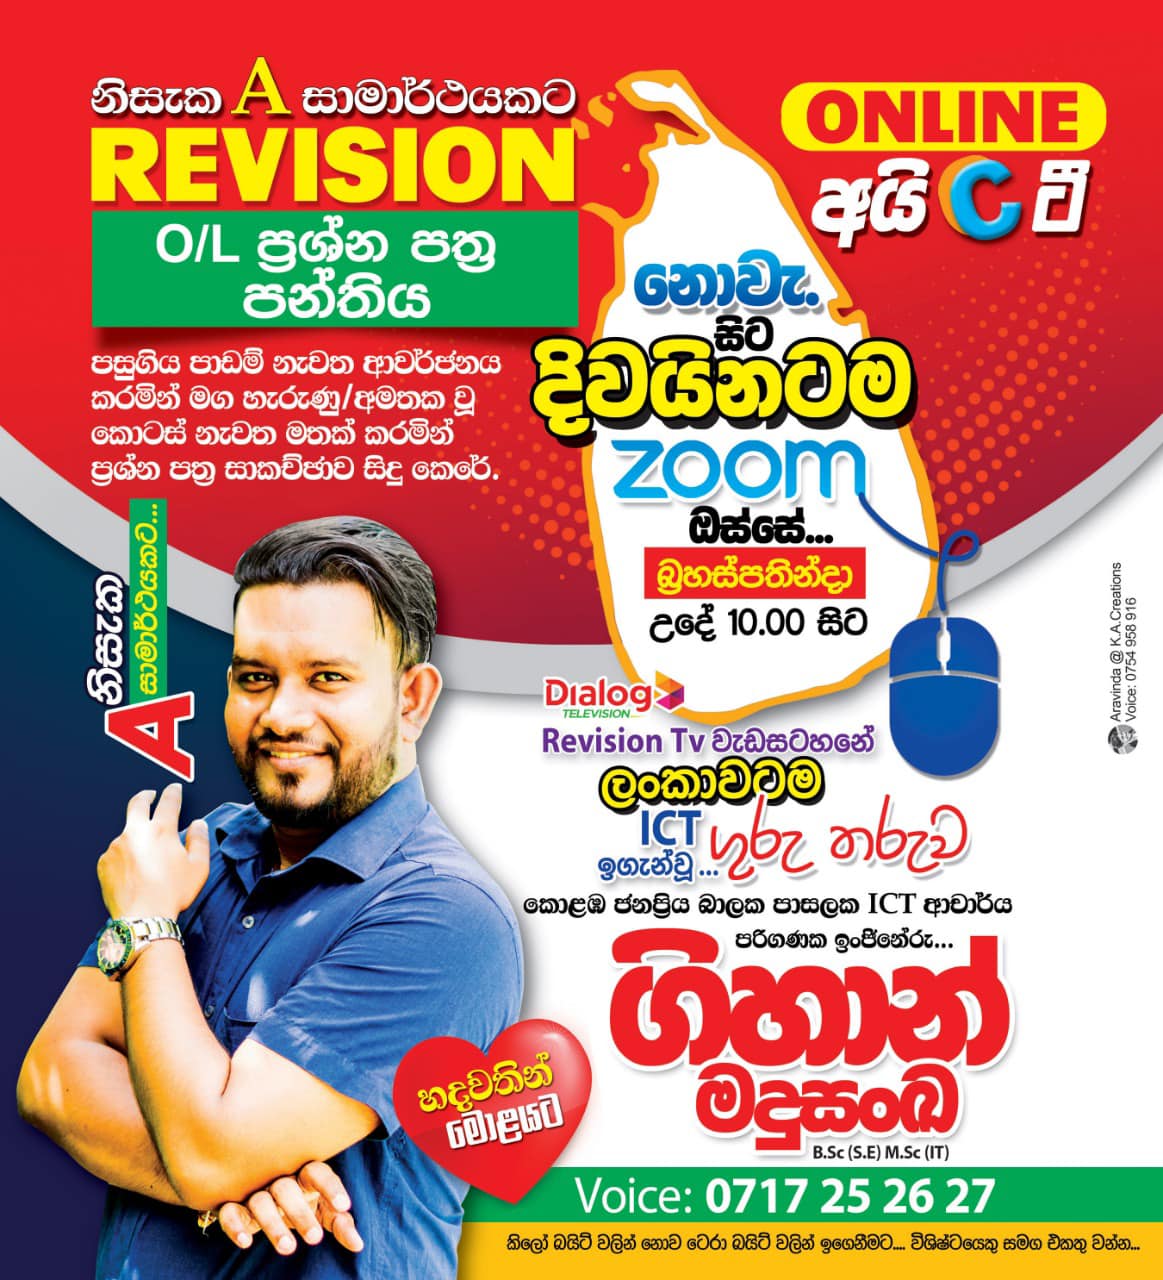 නිසැක A සාමාර්ථයකට
REVISION
O/L ප්‍රශ්න පත්‍ර
පන්තිය
පසුගිය පාඩම් නැවත ආවර්ජනය
කරමින් මග හැරුණු/අමතක වූ
කොටස් නැවත මතක් කරමින්
ප්‍රශ්න පත්‍ර සාකච්ඡාව සිදු කෙරේ.
ONLINE
අයි C ටී
නොවැ.
සිට
දිවයිනටම
zoom
ඔස්සේ...
බ්‍රහස්පතින්දා
උදේ 10.00 සිට
නිසැක
A සාමාර්ථයකට...
Dialog
TELEVISION
Revision Tv වැඩසටහනේ
ලංකාවටම
ICT
ඉගැන්වූ... ගුරු තරුව
කොළඹ ජනප්‍රිය බාලක පාසලක ICT ආචාර්ය
පරිගණක ඉංජිනේරු...
ගිහාන්
මදුසංඛ
B.Sc (S.E) M.Sc (IT)
හදවතින්
මොළයට
Voice: 0717 25 26 27
කිලෝ බයිට් වලින් නොව ටෙරා බයිට් වලින් ඉගෙනීමට.... විශිෂ්ටයෙකු සමග එකතු වන්න...
Aravinda @ K.A.Creations
Voice: 0754 958 916